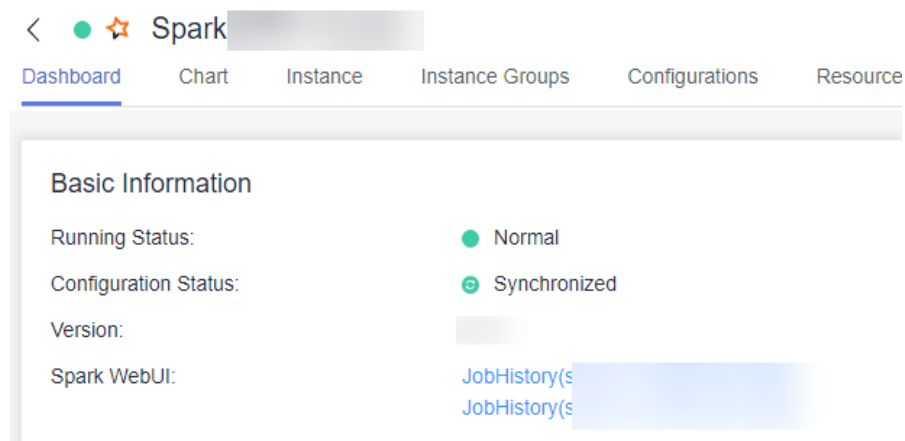 Spark
Dashboard Chart Instance Instance Groups Configurations Resource
Basic Information
Running Status: Normal
Configuration Status: Synchronized
Version:
Spark WebUI: JobHistory(s
JobHistory(s